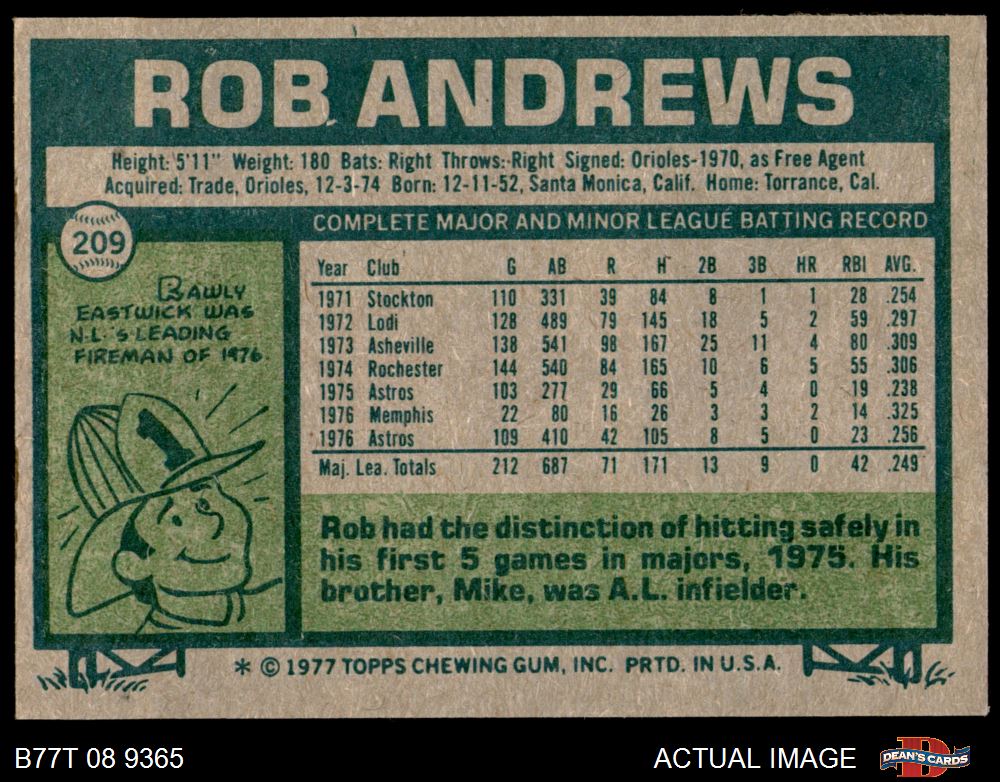 ROB ANDREWS
Height: 5'11" Weight: 180 Bats: Right Throws: Right Signed: Orioles-1970, as Free Agent
Acquired: Trade, Orioles, 12-3-74 Born: 12-11-52, Santa Monica, Calif. Home: Torrance, Cal.
209
RAWLY
EASTWICK WAS
N.L.'S LEADING
FIREMAN OF 1976.
1
COMPLETE MAJOR AND MINOR LEAGUE BATTING RECORD
Year Club G AB R H 2B 3B HR RBI AVG.
1971 Stockton 110 331 39 84 8 1 1 28 .254
1972 Lodi 128 489 79 145 18 5 2 59 .297
1973 Asheville 138 541 98 167 25 11 4 80 .309
1974 Rochester 144 540 84 165 10 6 5 55 .306
1975 Astros 103 277 29 66 5 4 0 19 .238
1976 Memphis 22 80 16 26 3 3 2 14 .325
1976 Astros 109 410 42 105 8 5 0 23 .256
Maj. Lea. Totals 212 687 71 171 13 9 0 42 .249
Rob had the distinction of hitting safely in
his first 5 games in majors, 1975. His
brother, Mike, was A.L. infielder.
* © 1977 TOPPS CHEWING GUM, INC. PRTD. IN U.S.A.
B77T 08 9365
ACTUAL IMAGE
DEAN'S CARDS